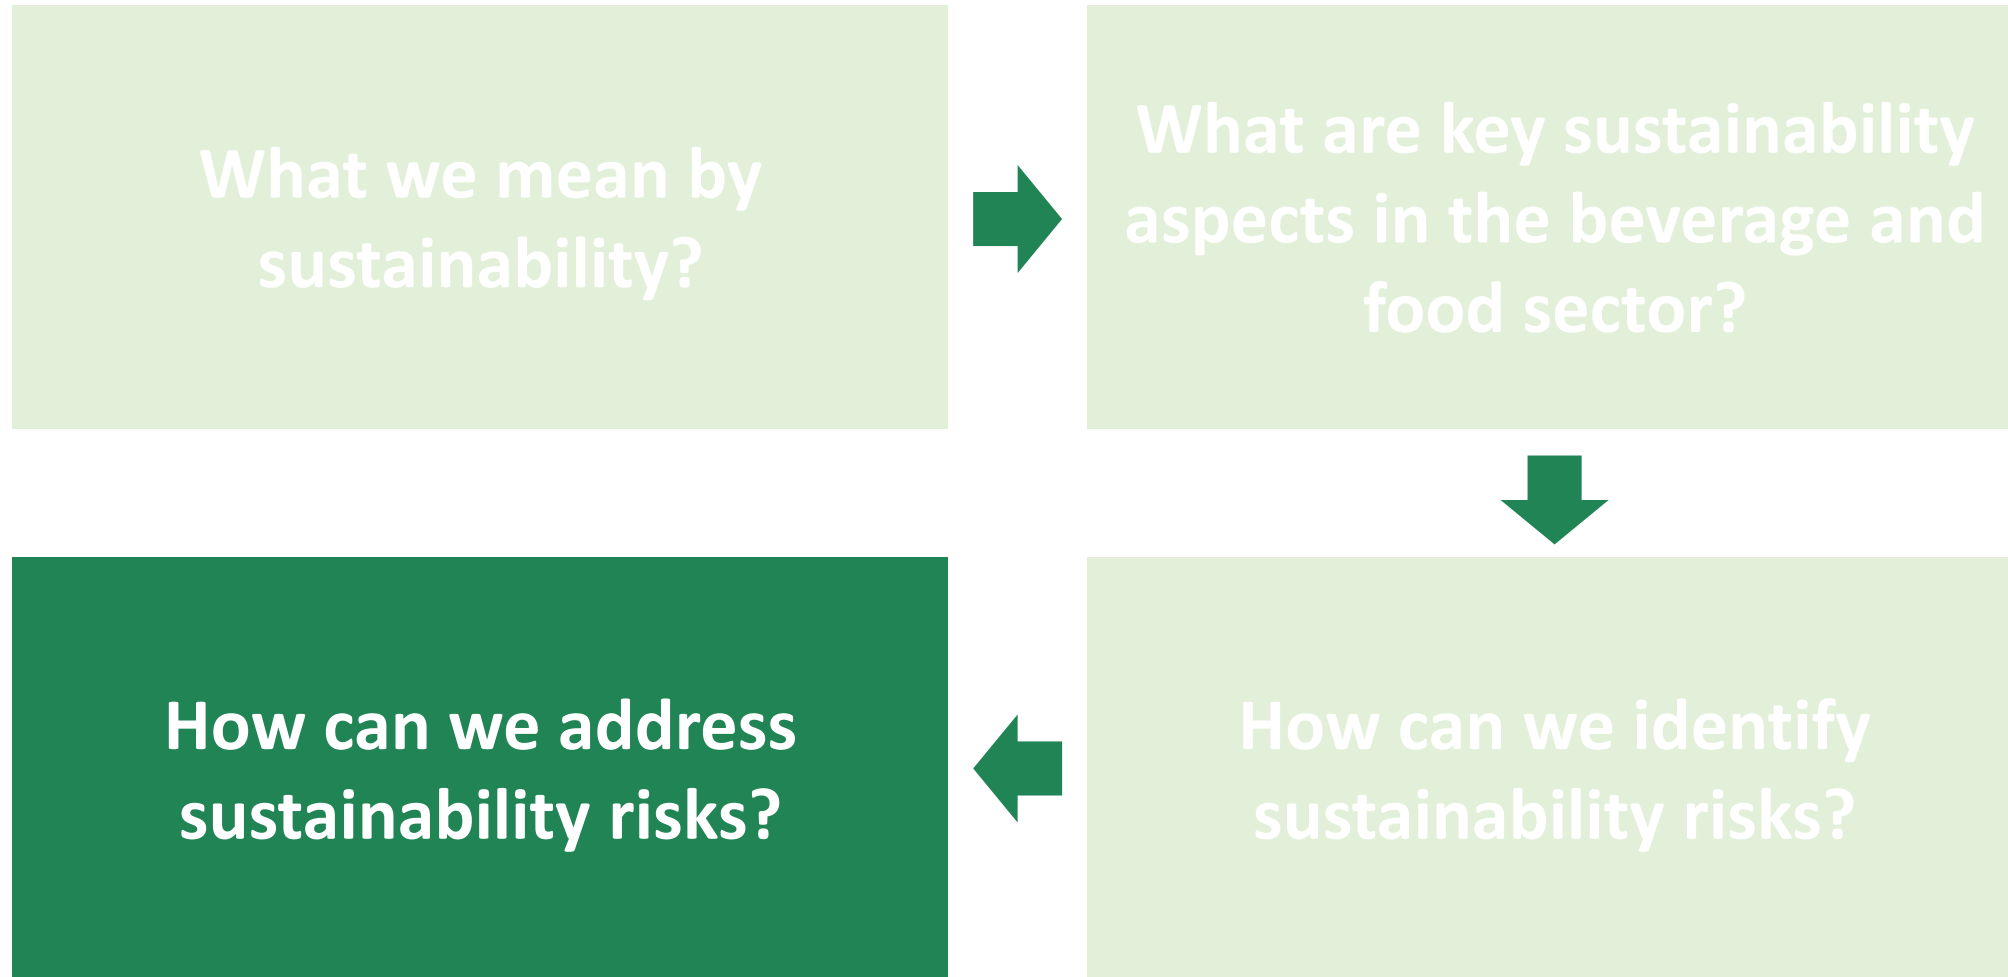 What we mean by
sustainability?
What are key sustainability
aspects in the beverage and
food sector?
How can we identify
sustainability risks?
How can we address
sustainability risks?